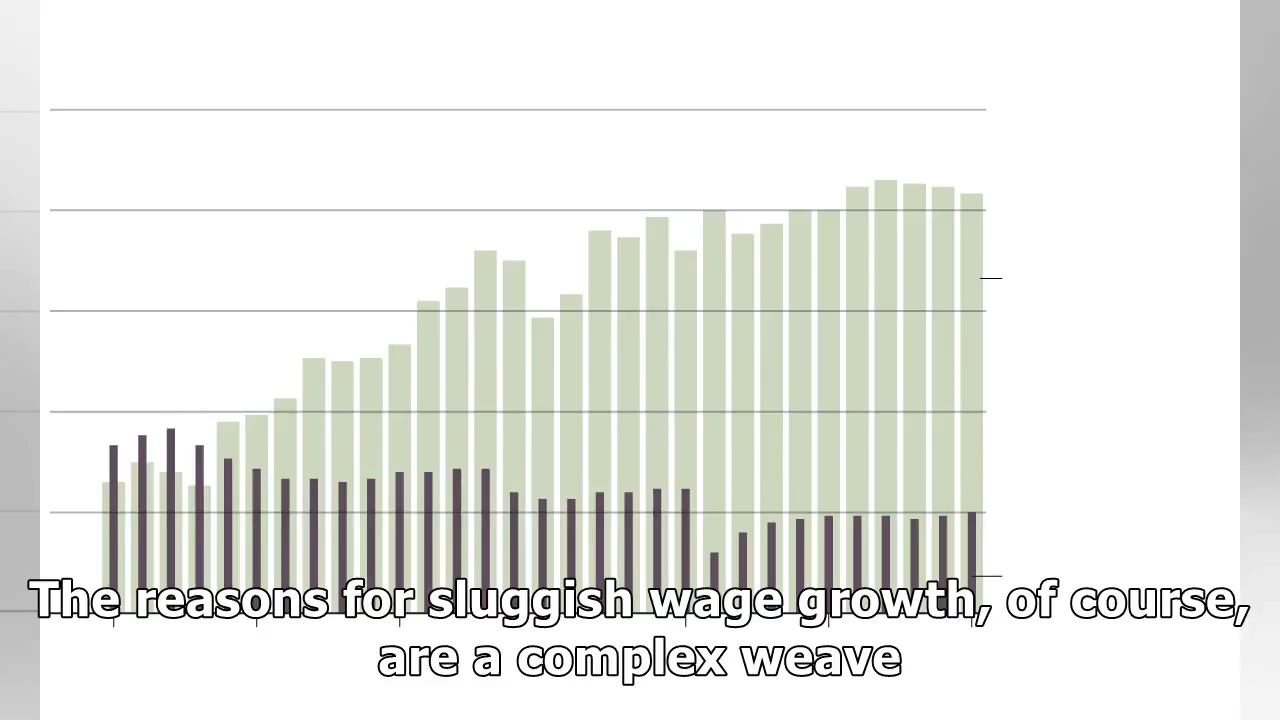 The reasons for sluggish wage growth, of course,
are a complex weave